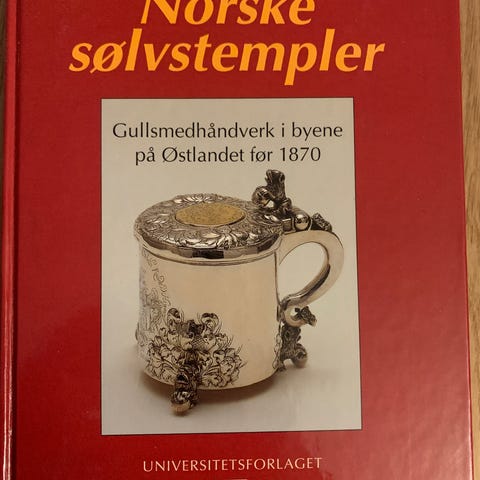 Norske
sølvstempler
Gullsmedhåndverk i byene
på Østlandet før 1870
UNIVERSITETSFORLAGET